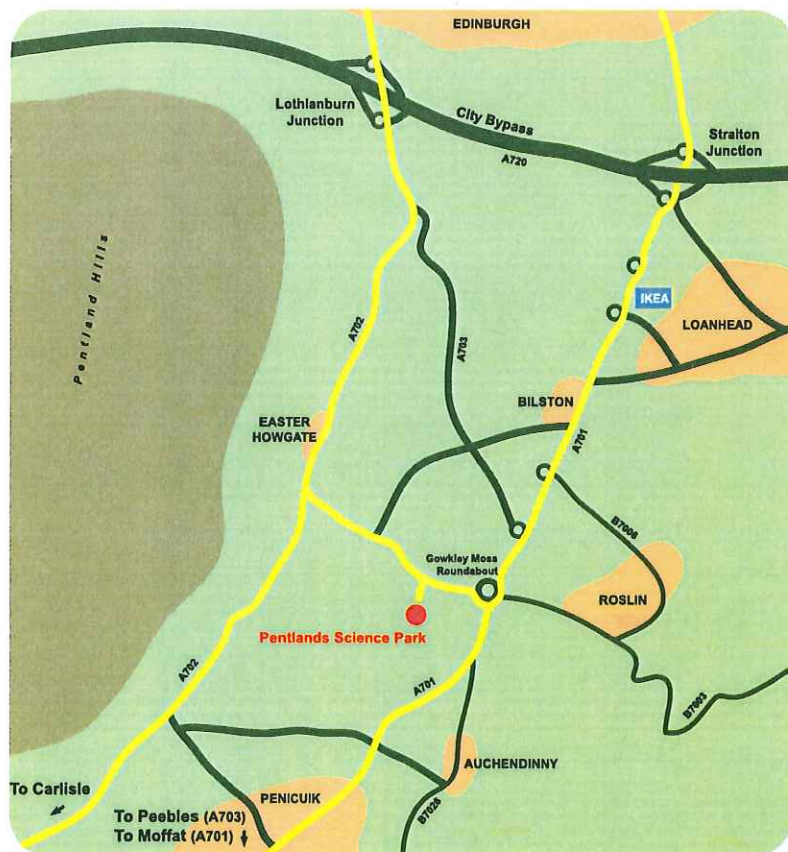 EDINBURGH
Lothlanburn
Junction
City Bypass
A720
Straiton
Junction
Pentland Hills
IKEA
LOANHEAD
A702
A703
BILSTON
EASTER
HOWGATE
A701
B7006
Gowkley Moss
Roundabout
ROSLIN
Pentlands Science Park
A702
A701
B7003
AUCHENDINNY
To Carlisle
PENICUIK
To Peebles (A703)
To Moffat (A701)
B7026